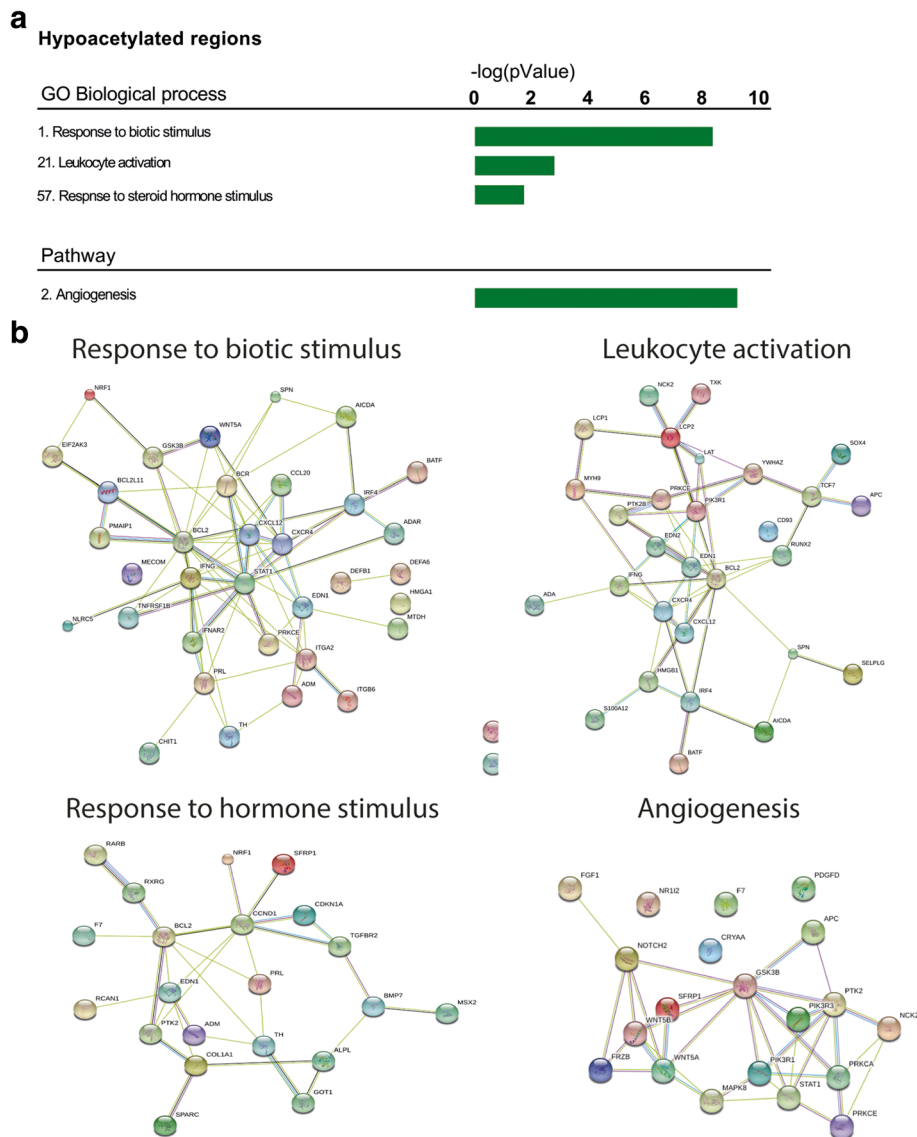 a
Hypoacetylated regions
-log(pValue)
GO Biological process
0 2 4 6 8 10
1. Response to biotic stimulus
21. Leukocyte activation
57. Respnse to steroid hormone stimulus
Pathway
2. Angiogenesis
b
Response to biotic stimulus
NRF1
SPN
AICDA
WNT5A
EIF2AK3
GSK3B
BCR
CCL20
BATF
BCL2L11
IRF4
PMAIP1
BCL2
CXCL12
CXCR4
ADAR
MECOM
IFNG
STAT1
DEFB1
DEFA6
TNFRSF1B
EDN1
HMGA1
NLRC5
IFNAR2
PRKCE
MTDH
ITGA2
PRL
ADM
ITGB6
TH
CHIT1
Leukocyte activation
NCK2
TXK
LCP1
LCP2
LAT
YWHAZ
SOX4
MYH9
PRKCE
TCF7
APC
PTK2B
PIK3R1
CD93
EDN2
RUNX2
EDN1
BCL2
IFNG
ADA
CXCR4
CXCL12
SPN
SELPLG
HMGB1
IRF4
S100A12
AICDA
BATF
Response to hormone stimulus
RARB
NRF1
SFRP1
RXRG
CCND1
CDKN1A
F7
BCL2
TGFBR2
PRL
EDN1
RCAN1
BMP7
MSX2
PTK2
ADM
TH
COL1A1
ALPL
GOT1
SPARC
Angiogenesis
FGF1
NR1I2
F7
PDGFD
APC
NOTCH2
CRYAA
GSK3B
SFRP1
PTK2
PIK3R3
NCK2
WNT5B
FRZB
WNT5A
PIK3R1
PRKCA
MAPK8
STAT1
PRKCE